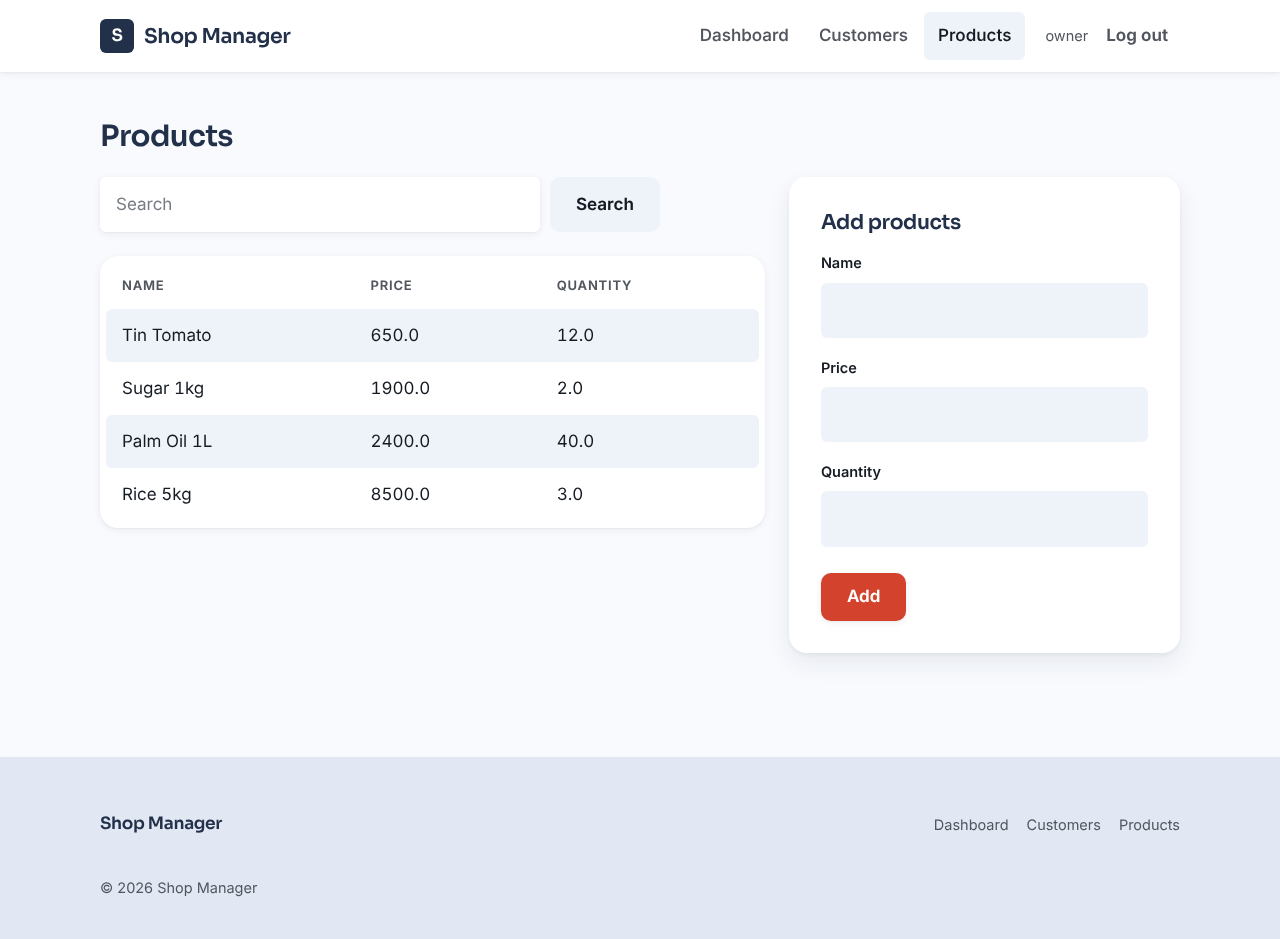 S Shop Manager Dashboard Customers Products owner Log out
Products
Search Search
NAME PRICE QUANTITY
Tin Tomato 650.0 12.0
Sugar 1kg 1900.0 2.0
Palm Oil 1L 2400.0 40.0
Rice 5kg 8500.0 3.0
Add products
Name
Price
Quantity
Add
Shop Manager Dashboard Customers Products
© 2026 Shop Manager